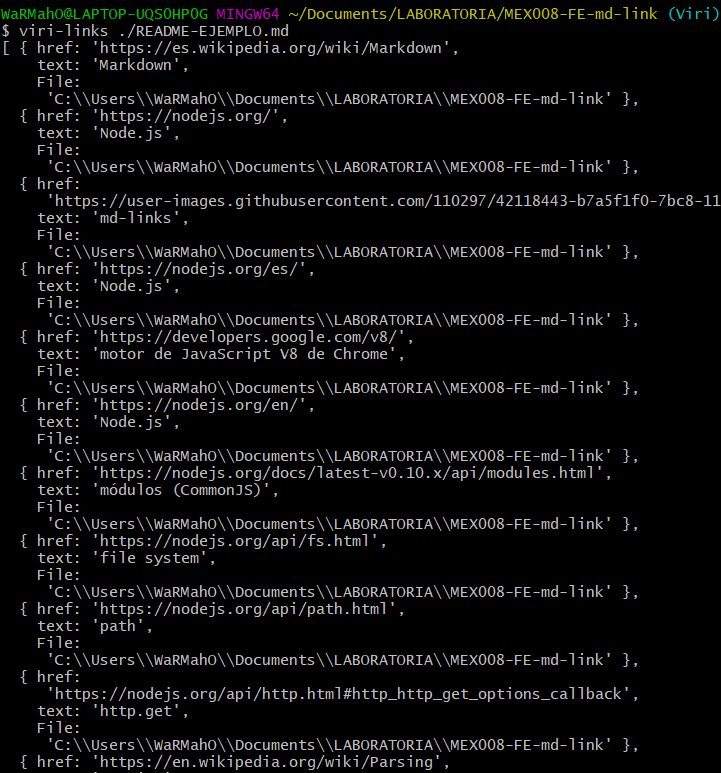 WaRMahO@LAPTOP-UQSOHP0G MINGW64 ~/Documents/LABORATORIA/MEX008-FE-md-link (Viri)
$ viri-links ./README-EJEMPLO.md
[ { href: 'https://es.wikipedia.org/wiki/Markdown',
    text: 'Markdown',
    File:
     'C:\\Users\\WaRMahO\\Documents\\LABORATORIA\\MEX008-FE-md-link' },
  { href: 'https://nodejs.org/',
    text: 'Node.js',
    File:
     'C:\\Users\\WaRMahO\\Documents\\LABORATORIA\\MEX008-FE-md-link' },
  { href:
     'https://user-images.githubusercontent.com/110297/42118443-b7a5f1f0-7bc8-11
    text: 'md-links',
    File:
     'C:\\Users\\WaRMahO\\Documents\\LABORATORIA\\MEX008-FE-md-link' },
  { href: 'https://nodejs.org/es/',
    text: 'Node.js',
    File:
     'C:\\Users\\WaRMahO\\Documents\\LABORATORIA\\MEX008-FE-md-link' },
  { href: 'https://developers.google.com/v8/',
    text: 'motor de JavaScript V8 de Chrome',
    File:
     'C:\\Users\\WaRMahO\\Documents\\LABORATORIA\\MEX008-FE-md-link' },
  { href: 'https://nodejs.org/en/',
    text: 'Node.js',
    File:
     'C:\\Users\\WaRMahO\\Documents\\LABORATORIA\\MEX008-FE-md-link' },
  { href: 'https://nodejs.org/docs/latest-v0.10.x/api/modules.html',
    text: 'módulos (CommonJS)',
    File:
     'C:\\Users\\WaRMahO\\Documents\\LABORATORIA\\MEX008-FE-md-link' },
  { href: 'https://nodejs.org/api/fs.html',
    text: 'file system',
    File:
     'C:\\Users\\WaRMahO\\Documents\\LABORATORIA\\MEX008-FE-md-link' },
  { href: 'https://nodejs.org/api/path.html',
    text: 'path',
    File:
     'C:\\Users\\WaRMahO\\Documents\\LABORATORIA\\MEX008-FE-md-link' },
  { href:
     'https://nodejs.org/api/http.html#http_http_get_options_callback',
    text: 'http.get',
    File:
     'C:\\Users\\WaRMahO\\Documents\\LABORATORIA\\MEX008-FE-md-link' },
  { href: 'https://en.wikipedia.org/wiki/Parsing',